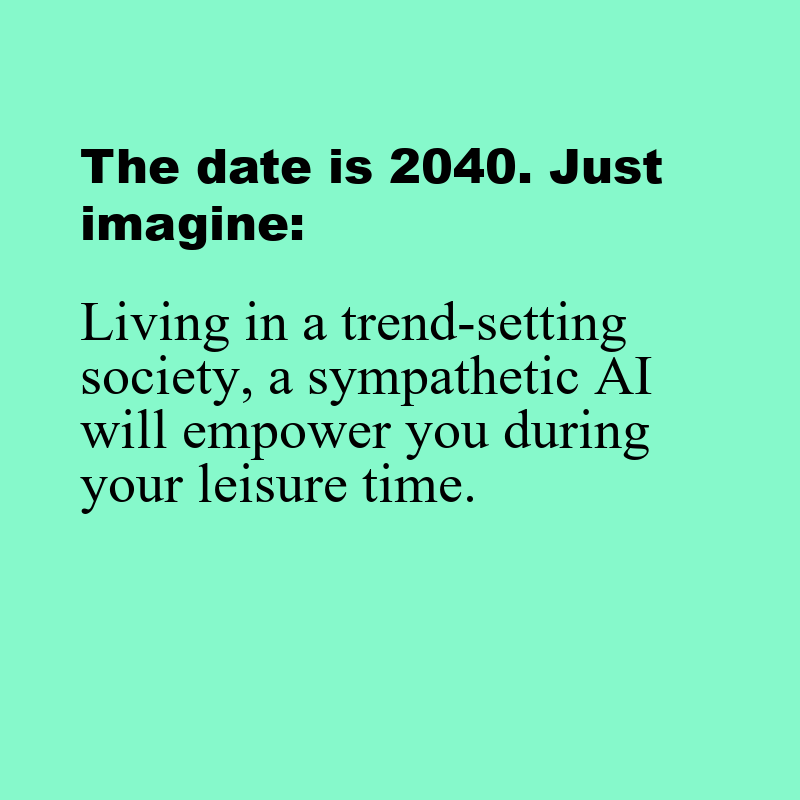 The date is 2040. Just
imagine:
Living in a trend-setting
society, a sympathetic AI
will empower you during
your leisure time.